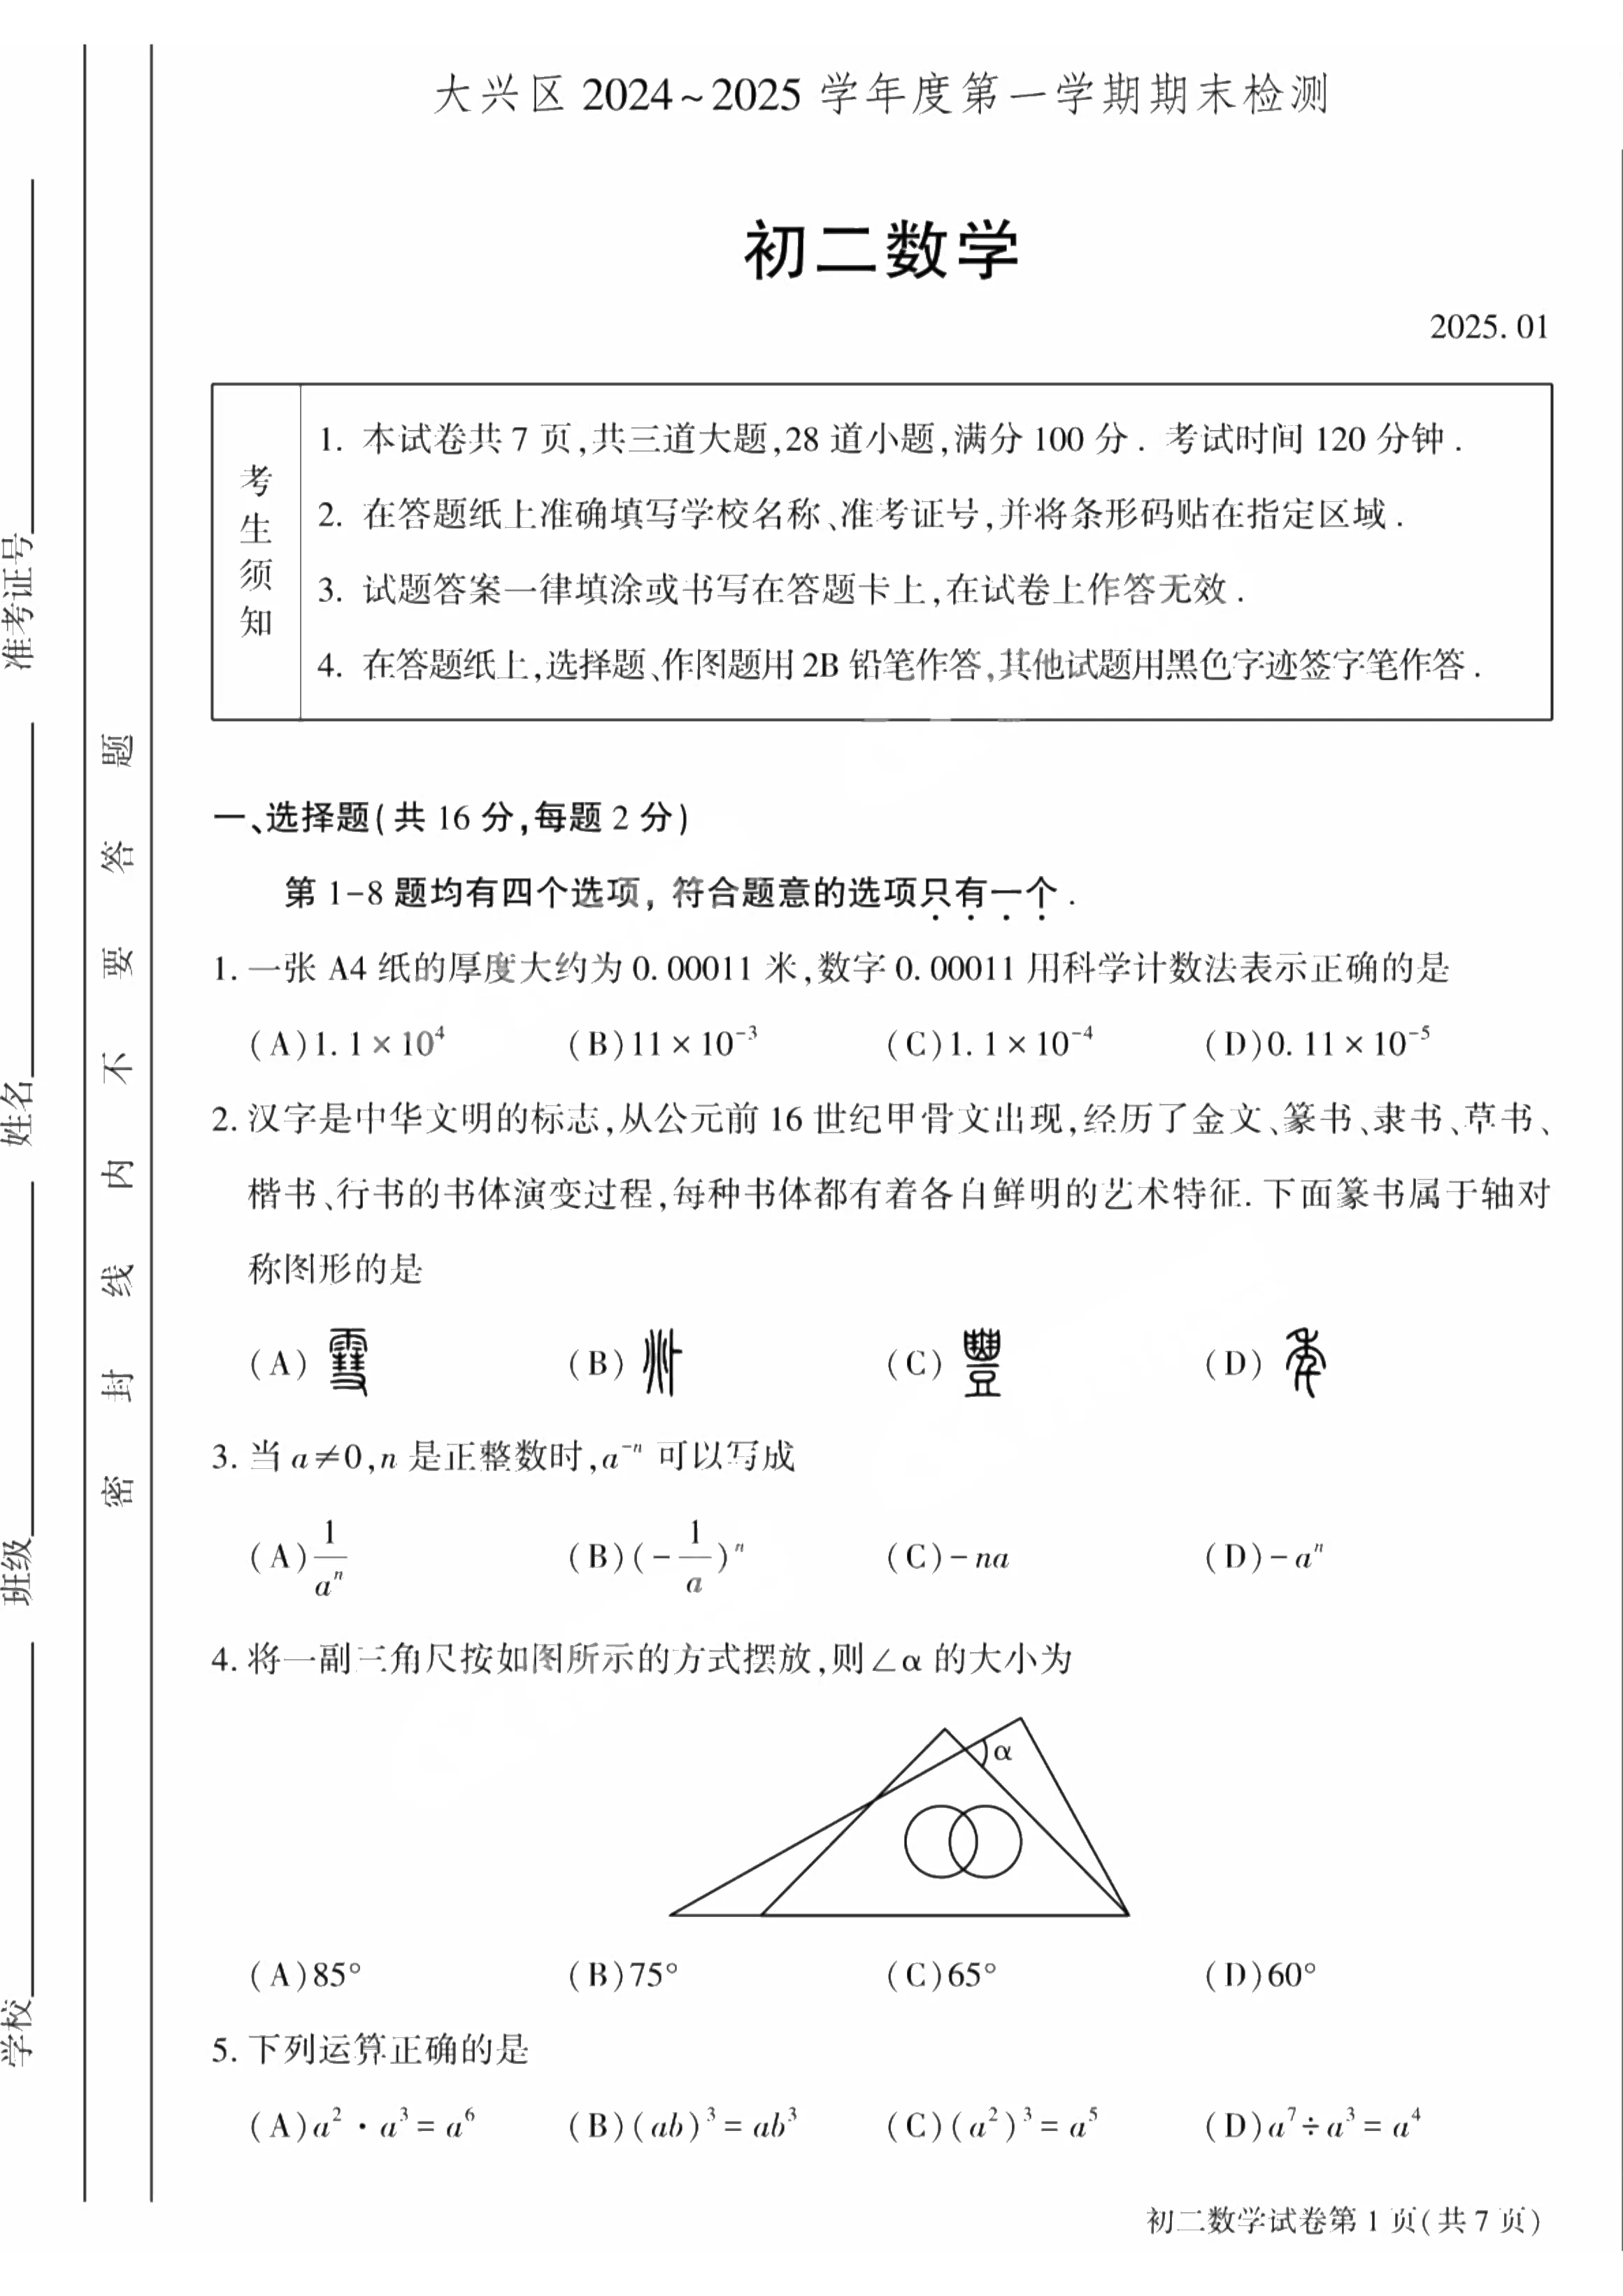 大兴区 2024~2025 学年度第一学期期末检测
初二数学
2025.01
考生须知
1. 本试卷共 7 页,共三道大题,28 道小题,满分 100 分. 考试时间 120 分钟.
2. 在答题纸上准确填写学校名称、准考证号,并将条形码贴在指定区域.
3. 试题答案一律填涂或书写在答题卡上,在试卷上作答无效.
4. 在答题纸上,选择题、作图题用 2B 铅笔作答,其他试题用黑色字迹签字笔作答.
一、选择题(共 16 分,每题 2 分)
第 1-8 题均有四个选项, 符合题意的选项只有一个.
1. 一张 A4 纸的厚度大约为 0.00011 米,数字 0.00011 用科学计数法表示正确的是
(A)1.1×10⁴ (B)11×10⁻³ (C)1.1×10⁻⁴ (D)0.11×10⁻⁵
2. 汉字是中华文明的标志,从公元前 16 世纪甲骨文出现,经历了金文、篆书、隶书、草书、
楷书、行书的书体演变过程,每种书体都有着各自鲜明的艺术特征. 下面篆书属于轴对
称图形的是
(A) (B) (C) (D)
3. 当 a≠0,n 是正整数时,a⁻ⁿ 可以写成
(A) 1/aⁿ (B)(-1/a)ⁿ (C)-na (D)-aⁿ
4. 将一副三角尺按如图所示的方式摆放,则∠α 的大小为
α
(A)85° (B)75° (C)65° (D)60°
5. 下列运算正确的是
(A)a²·a³=a⁶ (B)(ab)³=ab³ (C)(a²)³=a⁵ (D)a⁷÷a³=a⁴
初二数学试卷第 1 页(共 7 页)
学校 班级 姓名 准考证号
密封线内不要答题